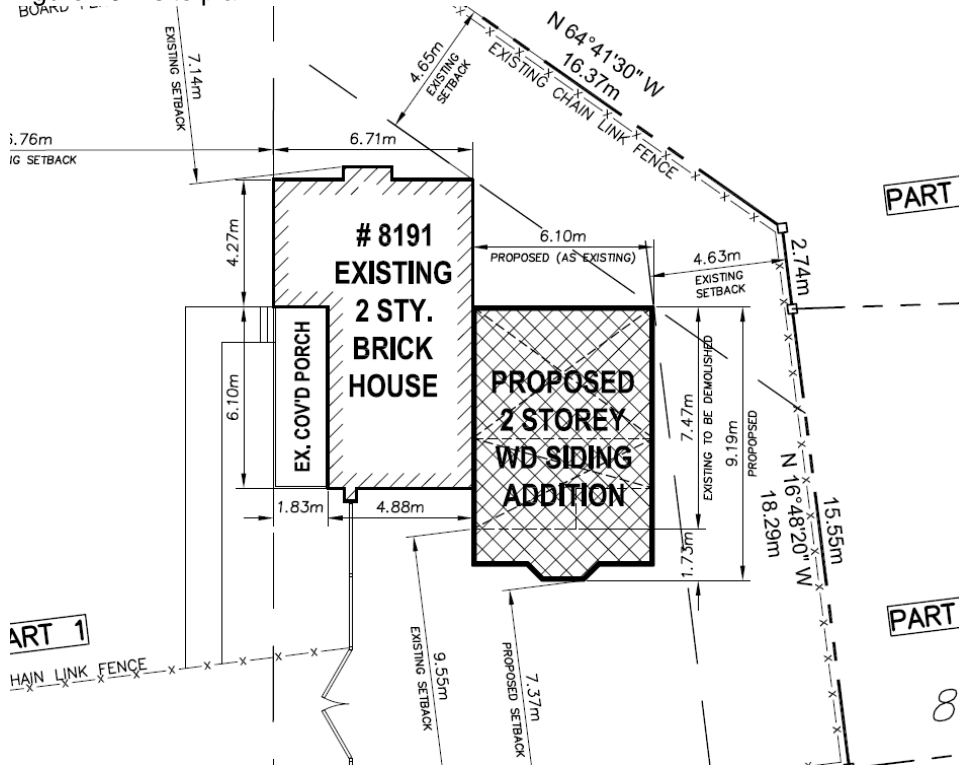 BOARD
7.14m
EXISTING SETBACK
4.65m
EXISTING
SETBACK
N 64°41'30" W
16.37m
EXISTING CHAIN LINK FENCE
.76m
SETBACK
6.71m
PART
# 8191
EXISTING
2 STY.
BRICK
HOUSE
4.27m
6.10m
PROPOSED (AS EXISTING)
4.63m
EXISTING
SETBACK
2.74m
EX. COV'D PORCH
6.10m
PROPOSED
2 STOREY
WD SIDING
ADDITION
7.47m
EXISTING TO BE DEMOLISHED
9.19m
PROPOPSED
N 16°48'20" W
18.29m
15.55m
1.83m
4.88m
1.73m
ART 1
HAIN LINK FENCE
9.55m
EXISTING SETBACK
7.37m
PROPOSED SETBACK
PART
8